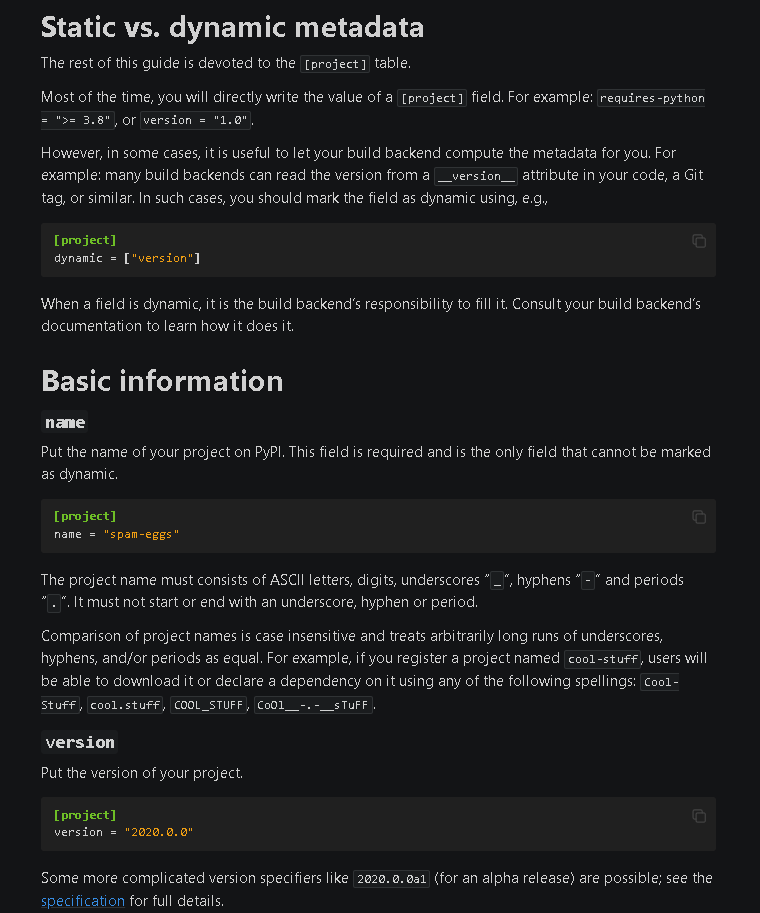 Static vs. dynamic metadata
The rest of this guide is devoted to the [project] table.
Most of the time, you will directly write the value of a [project] field. For example: requires-python
= ">= 3.8", or version = "1.0".
However, in some cases, it is useful to let your build backend compute the metadata for you. For
example: many build backends can read the version from a __version__ attribute in your code, a Git
tag, or similar. In such cases, you should mark the field as dynamic using, e.g.,
[project]
dynamic = ["version"]
When a field is dynamic, it is the build backend’s responsibility to fill it. Consult your build backend’s
documentation to learn how it does it.
Basic information
name
Put the name of your project on PyPI. This field is required and is the only field that cannot be marked
as dynamic.
[project]
name = "spam-eggs"
The project name must consists of ASCII letters, digits, underscores “_”, hyphens “-” and periods
“.”. It must not start or end with an underscore, hyphen or period.
Comparison of project names is case insensitive and treats arbitrarily long runs of underscores,
hyphens, and/or periods as equal. For example, if you register a project named cool-stuff, users will
be able to download it or declare a dependency on it using any of the following spellings: Cool-
Stuff, cool.stuff, COOL_STUFF, CoOl__-.-__sTuFF.
version
Put the version of your project.
[project]
version = "2020.0.0"
Some more complicated version specifiers like 2020.0.0a1 (for an alpha release) are possible; see the
specification for full details.